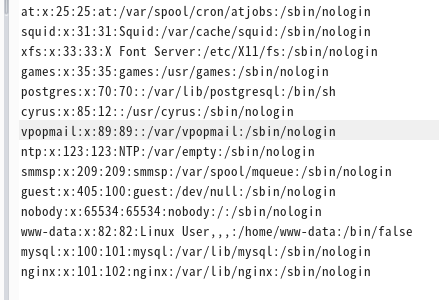 at:x:25:25:at:/var/spool/cron/atjobs:/sbin/nologin
squid:x:31:31:Squid:/var/cache/squid:/sbin/nologin
xfs:x:33:33:X Font Server:/etc/X11/fs:/sbin/nologin
games:x:35:35:games:/usr/games:/sbin/nologin
postgres:x:70:70::/var/lib/postgresql:/bin/sh
cyrus:x:85:12::/usr/cyrus:/sbin/nologin
vpopmail:x:89:89::/var/vpopmail:/sbin/nologin
ntp:x:123:123:NTP:/var/empty:/sbin/nologin
smmsp:x:209:209:smmsp:/var/spool/mqueue:/sbin/nologin
guest:x:405:100:guest:/dev/null:/sbin/nologin
nobody:x:65534:65534:nobody:/:/sbin/nologin
www-data:x:82:82:Linux User,,,:/home/www-data:/bin/false
mysql:x:100:101:mysql:/var/lib/mysql:/sbin/nologin
nginx:x:101:102:nginx:/var/lib/nginx:/sbin/nologin